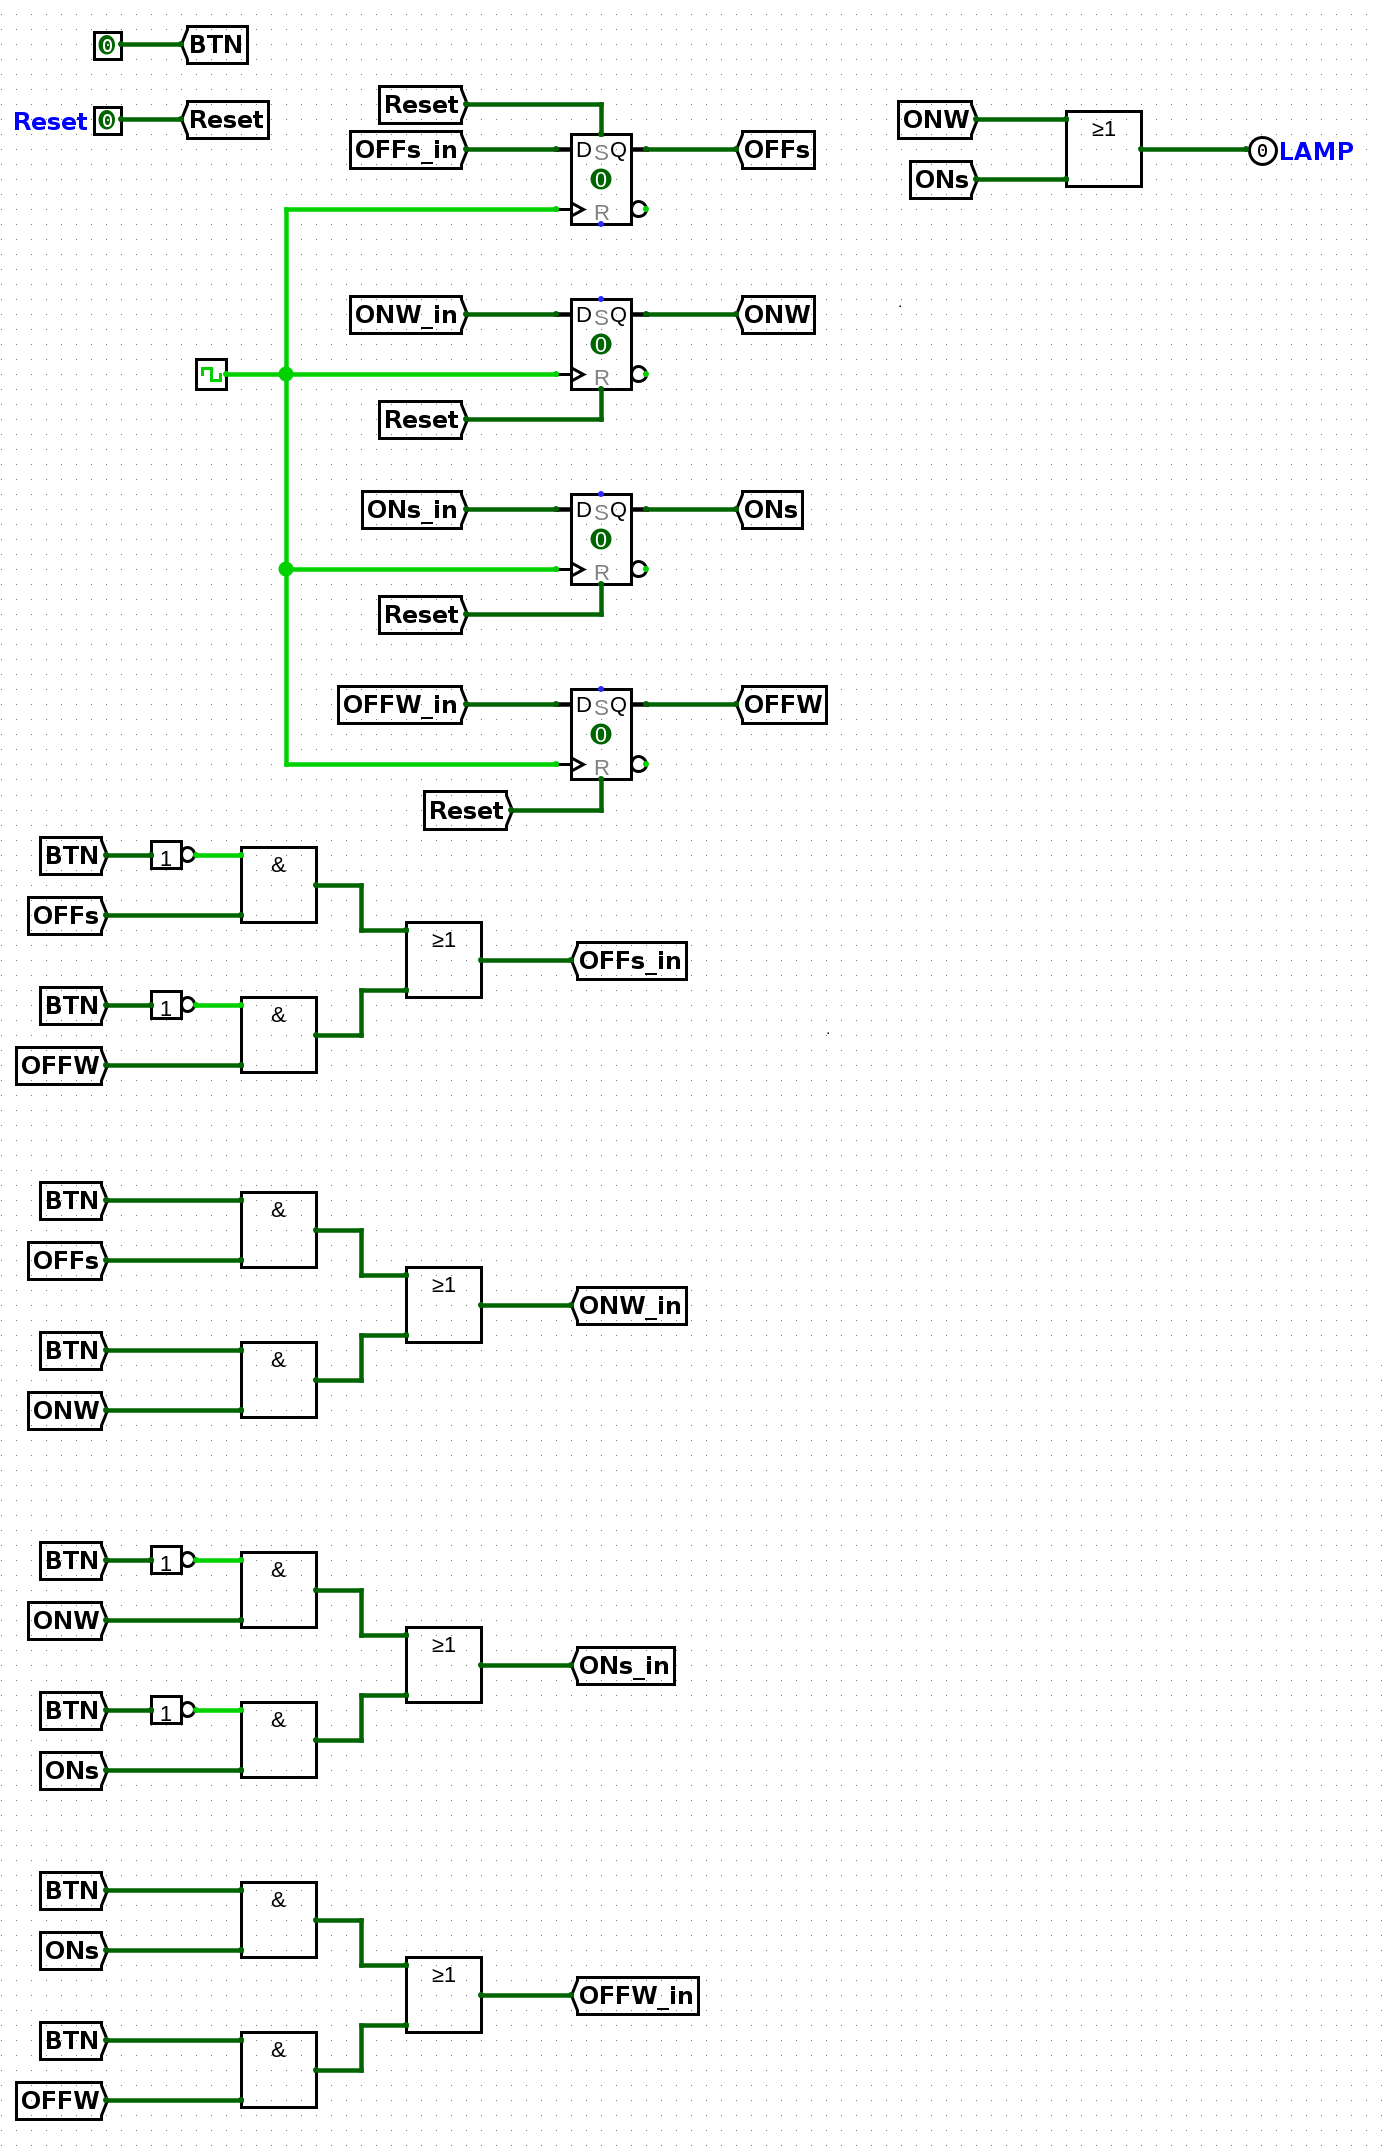 0 BTN
Reset 0 Reset
Reset
OFFs_in D S Q OFFs
0
R
ONW
ONs
≥1
0 LAMP
ONW_in D S Q ONW
0
R
Reset
ONs_in D S Q ONs
0
R
Reset
OFFW_in D S Q OFFW
0
R
Reset
BTN 1 &
OFFs
≥1 OFFs_in
BTN 1 &
OFFW
BTN &
OFFs
≥1 ONW_in
BTN &
ONW
BTN 1 &
ONW
≥1 ONs_in
BTN 1 &
ONs
BTN &
ONs
≥1 OFFW_in
BTN &
OFFW